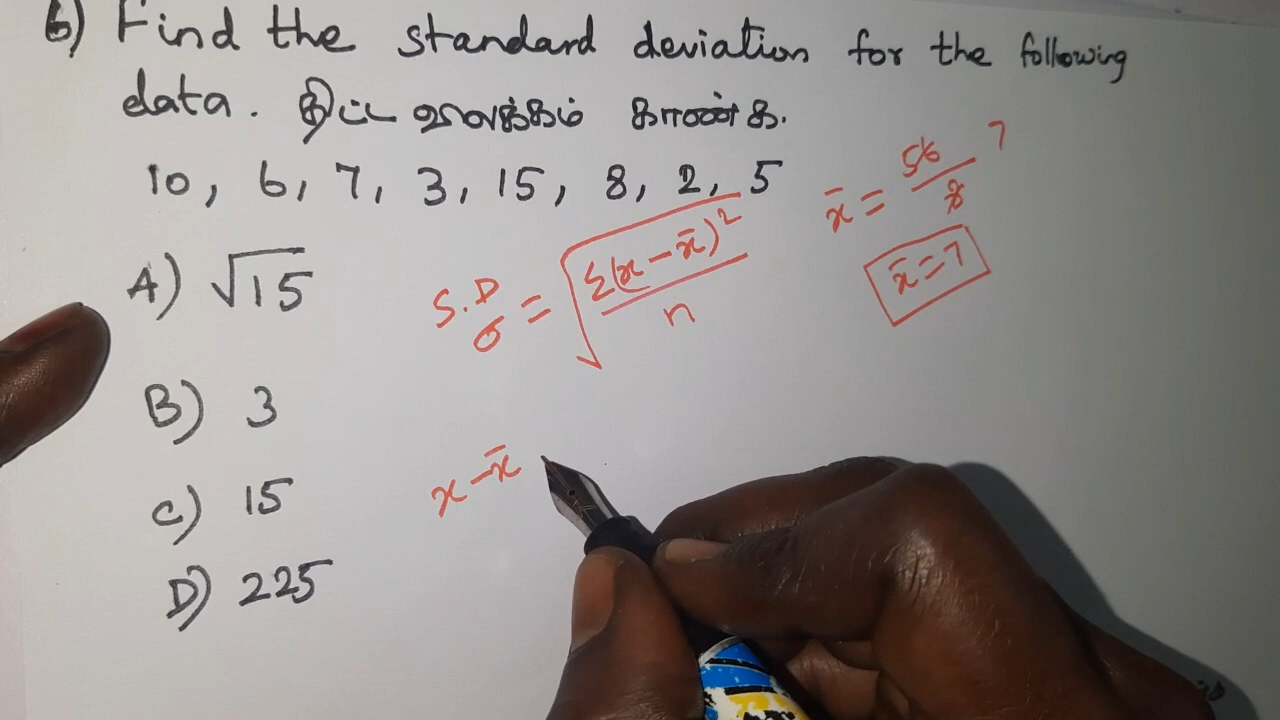 6) Find the standard deviation for the following
data. திட்ட விலக்கம் காண்க.
10, 6, 7, 3, 15, 8, 2, 5
x̄ = 56/8 7
x̄ = 7
A) √15
S.D σ = √(Σ(x − x̄)²/n)
B) 3
x − x̄
C) 15
D) 225